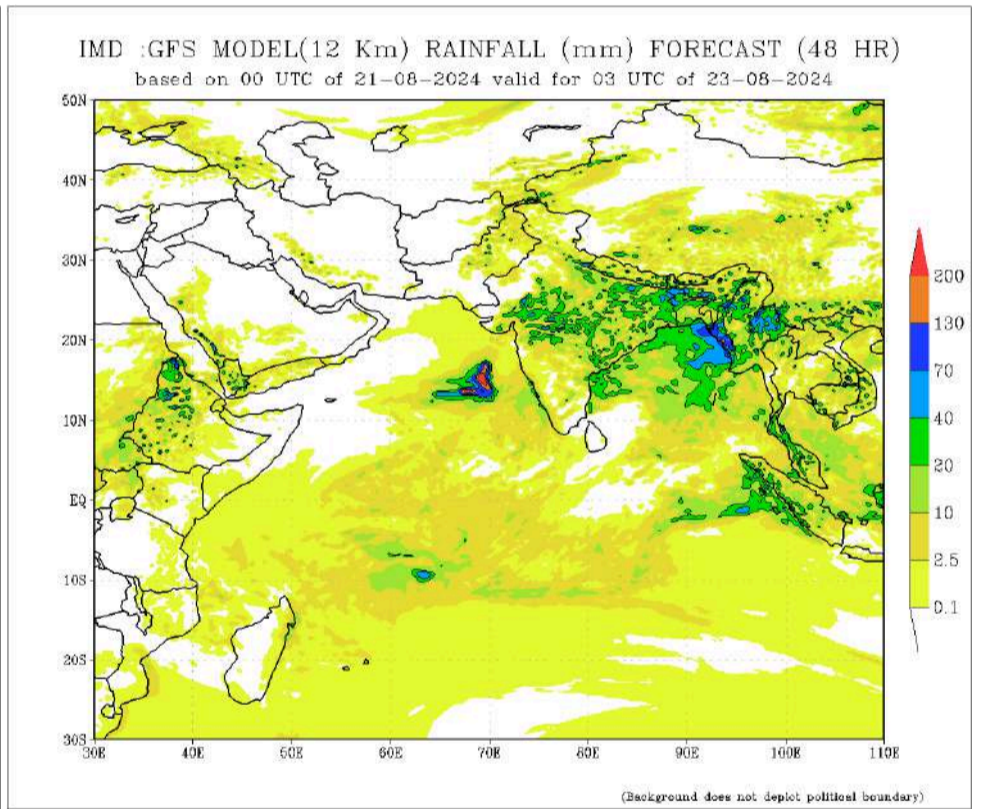 IMD :GFS MODEL(12 Km) RAINFALL (mm) FORECAST (48 HR)
based on 00 UTC of 21-08-2024 valid for 03 UTC of 23-08-2024
50N
40N
30N
20N
10N
EQ
10S
20S
30S
30E 40E 50E 60E 70E 80E 90E 100E 110E
200
130
70
40
20
10
2.5
0.1
(Background does not depict political boundary)